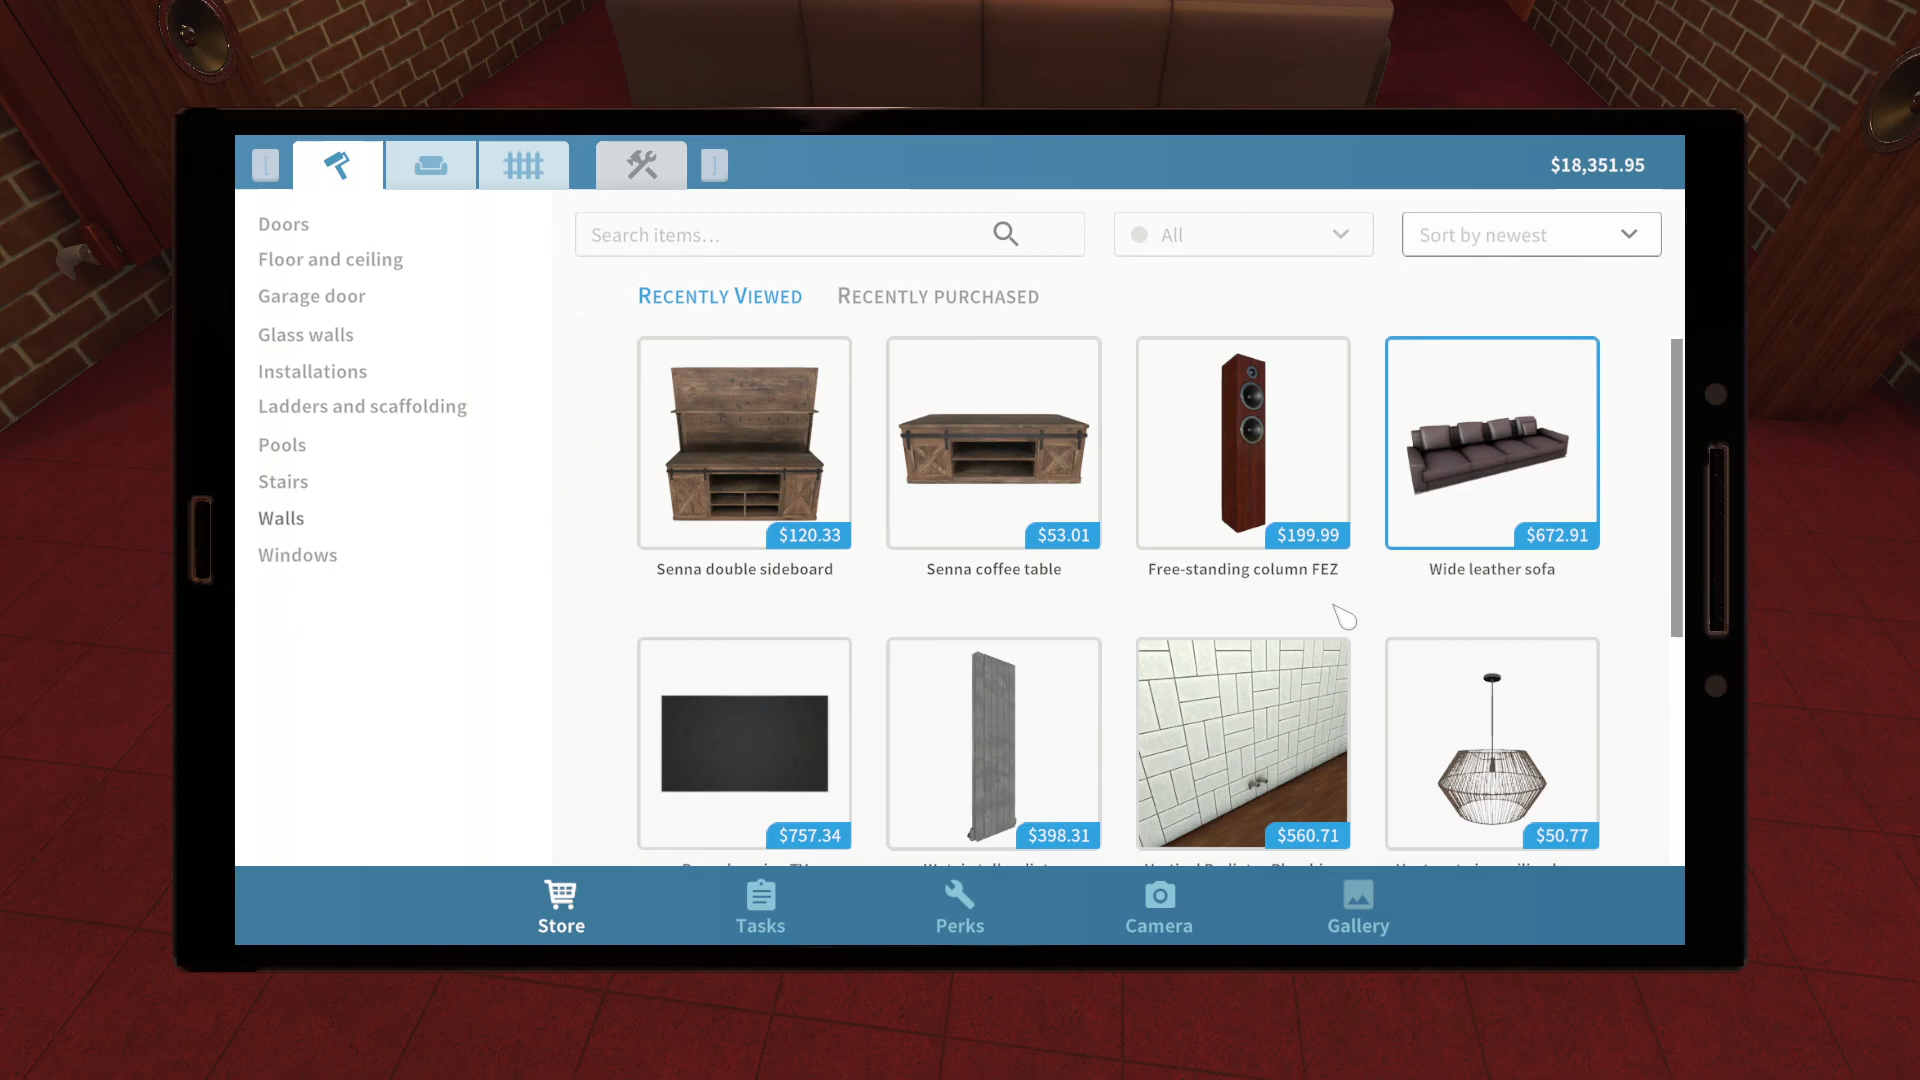 [ ] $18,351.95
Doors
Floor and ceiling
Garage door
Glass walls
Installations
Ladders and scaffolding
Pools
Stairs
Walls
Windows
Search items...
All
Sort by newest
RECENTLY VIEWED RECENTLY PURCHASED
$120.33 $53.01 $199.99 $672.91
Senna double sideboard Senna coffee table Free-standing column FEZ Wide leather sofa
$757.34 $398.31 $560.71 $50.77
Store Tasks Perks Camera Gallery